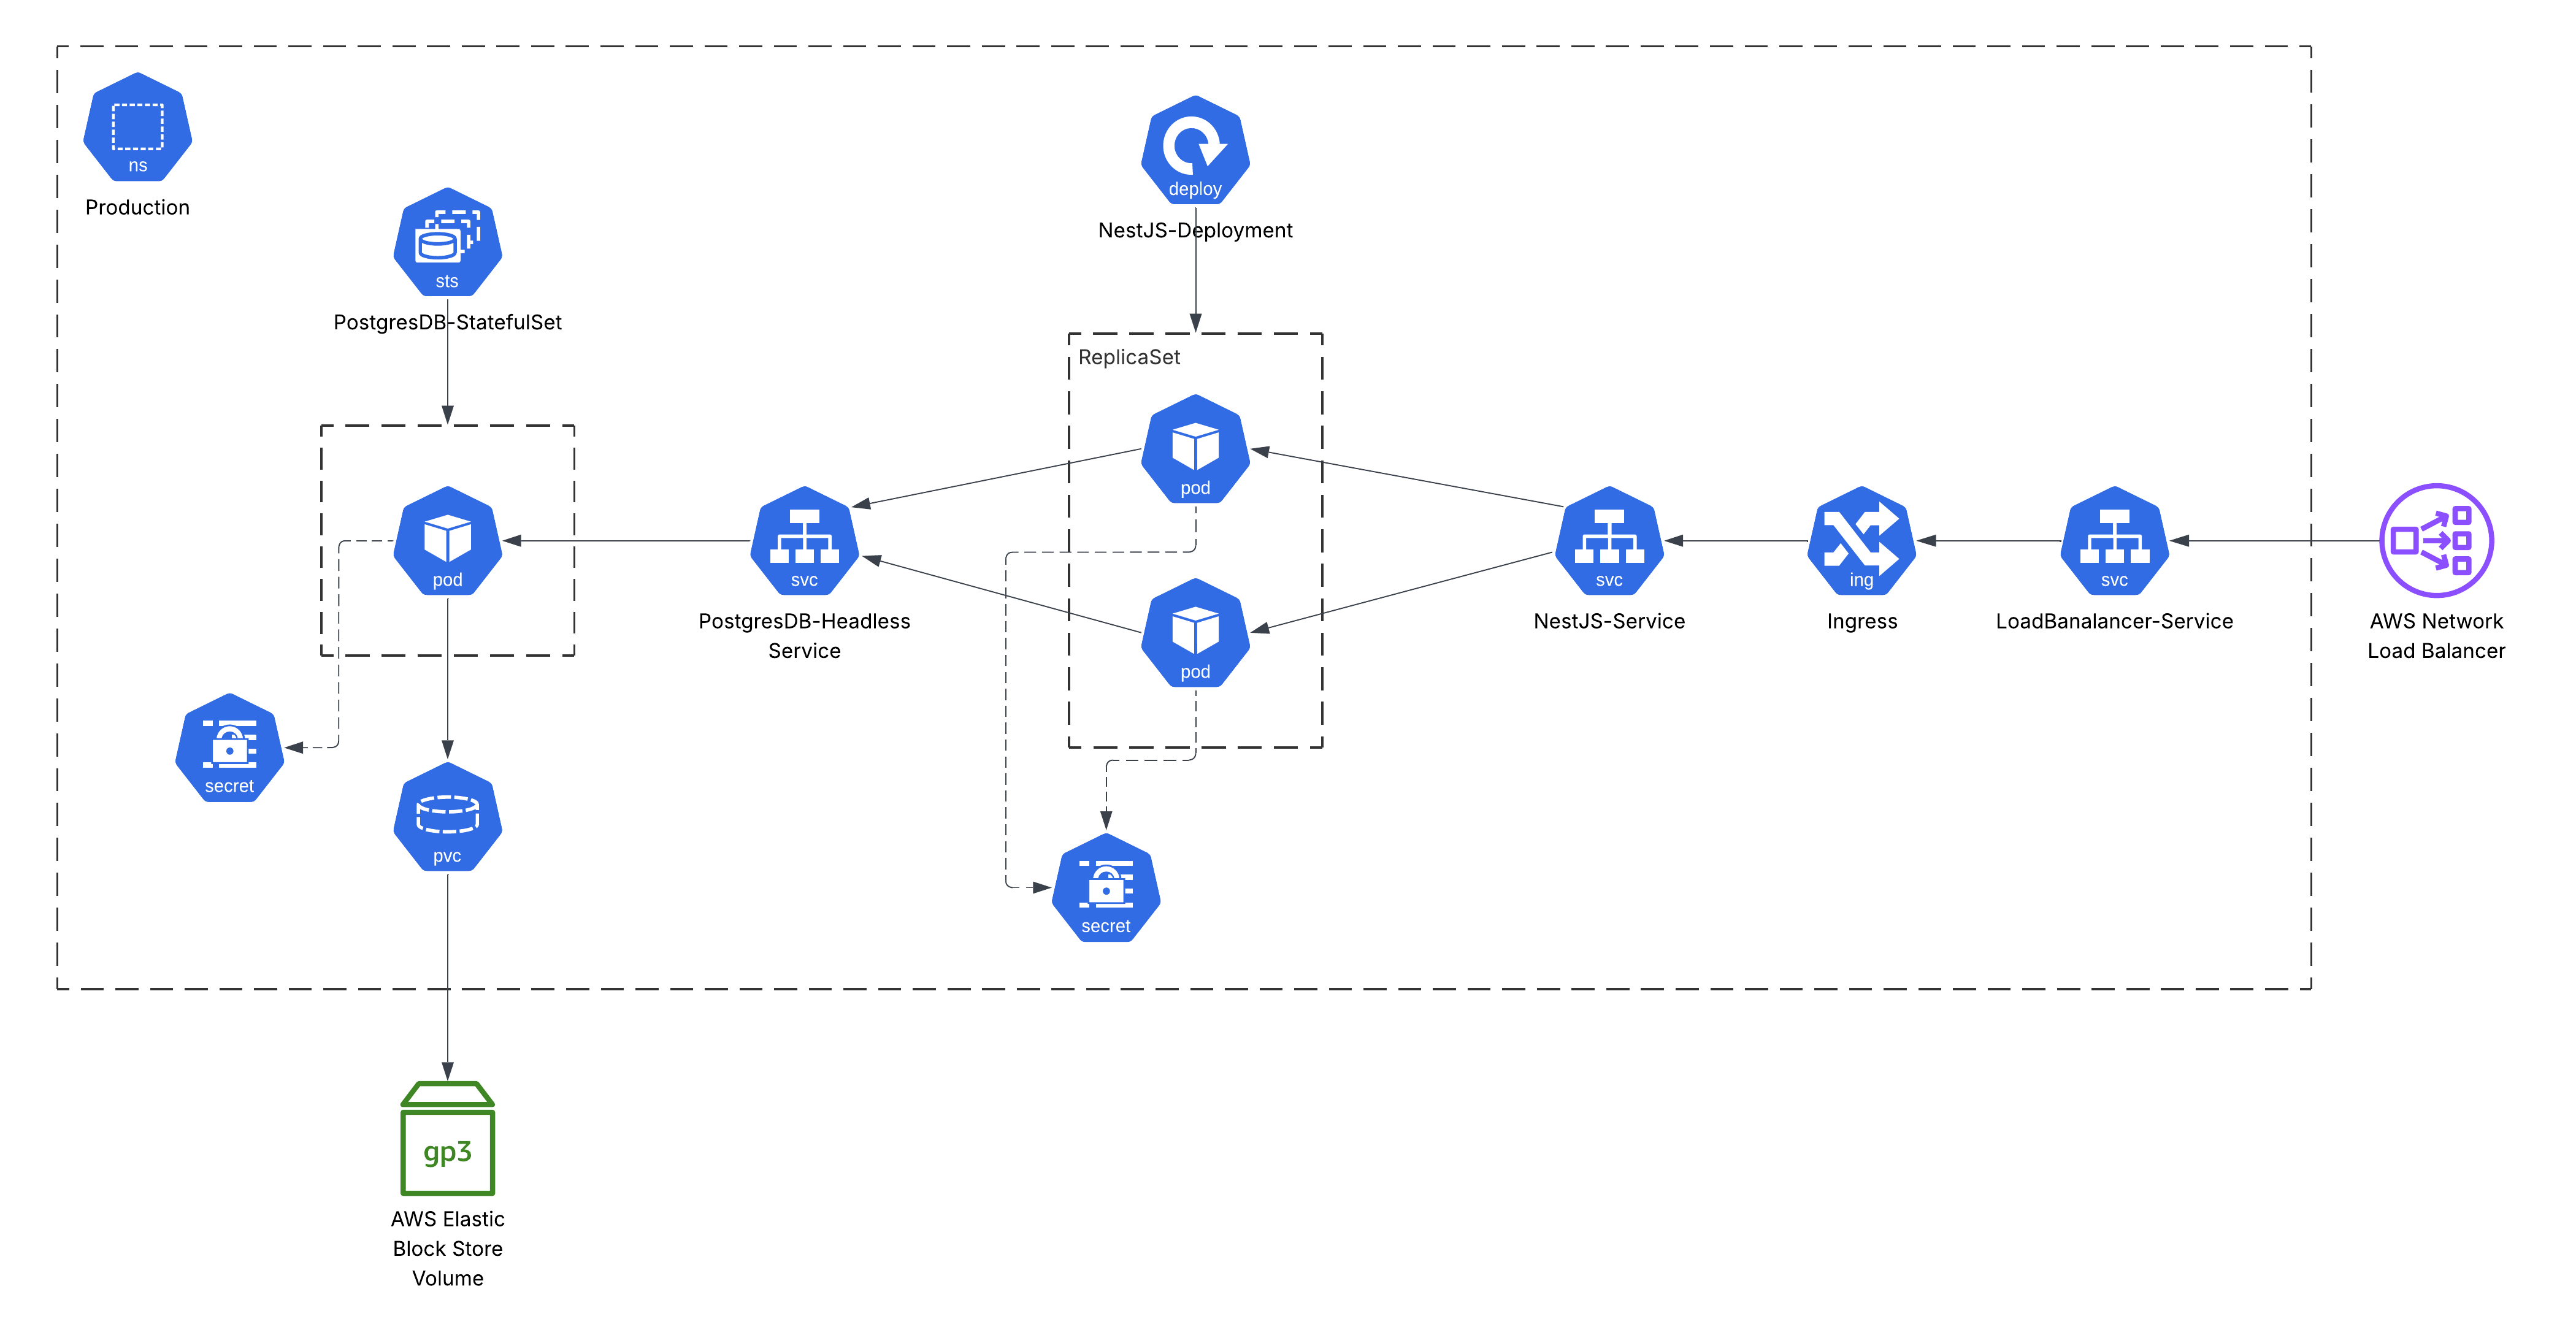 ns
Production
deploy
NestJS-Deployment
sts
PostgresDB-StatefulSet
ReplicaSet
pod
pod
svc
PostgresDB-Headless
Service
pod
svc
NestJS-Service
ing
Ingress
svc
LoadBanalancer-Service
AWS Network
Load Balancer
secret
pvc
secret
gp3
AWS Elastic
Block Store
Volume